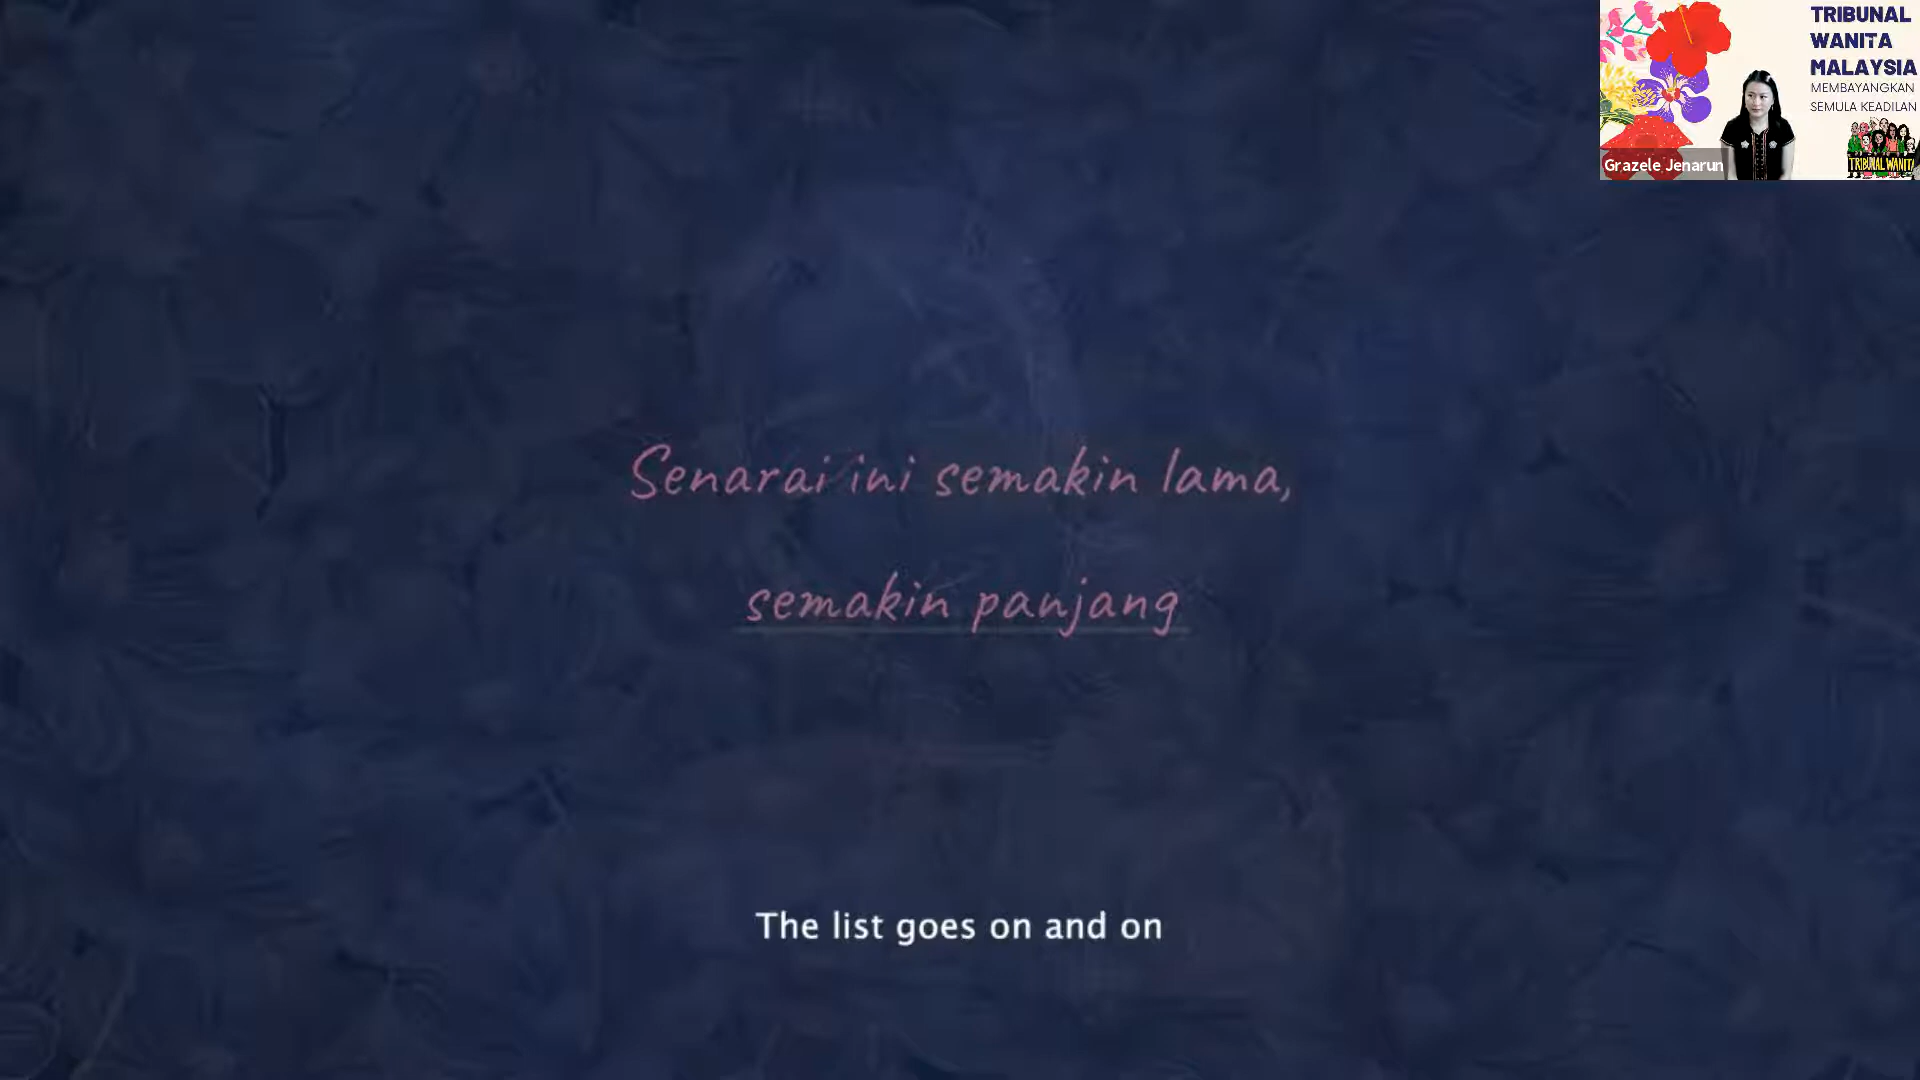 TRIBUNAL
WANITA
MALAYSIA
MEMBAYANGKAN
SEMULA KEADILAN
TRIBUNAL WANITA
Grazele Jenarun
Senarai ini semakin lama,
semakin panjang
The list goes on and on